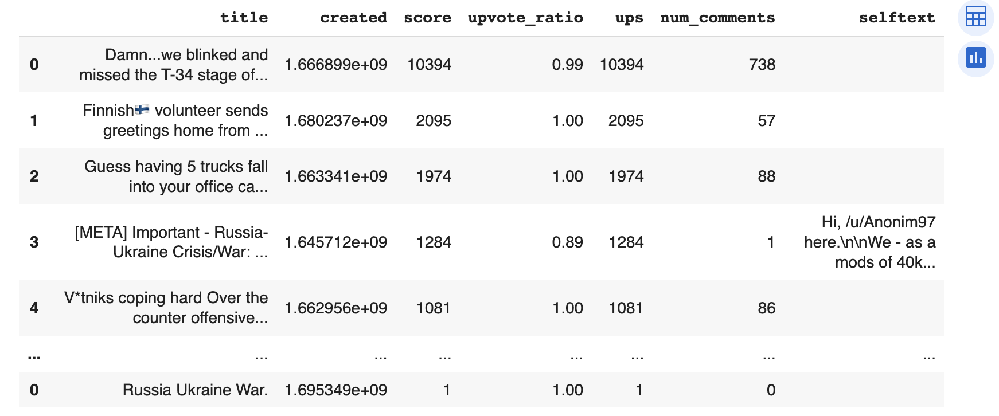 title created score upvote_ratio ups num_comments selftext
0 Damn...we blinked and missed the T-34 stage of... 1.666899e+09 10394 0.99 10394 738
1 Finnish🇫🇮 volunteer sends greetings home from ... 1.680237e+09 2095 1.00 2095 57
2 Guess having 5 trucks fall into your office ca... 1.663341e+09 1974 1.00 1974 88
3 [META] Important - Russia-Ukraine Crisis/War: ... 1.645712e+09 1284 0.89 1284 1 Hi, /u/Anonim97 here.\n\nWe - as a mods of 40k...
4 V*tniks coping hard Over the counter offensive... 1.662956e+09 1081 1.00 1081 86
... ... ... ... ... ... ... ...
0 Russia Ukraine War. 1.695349e+09 1 1.00 1 0